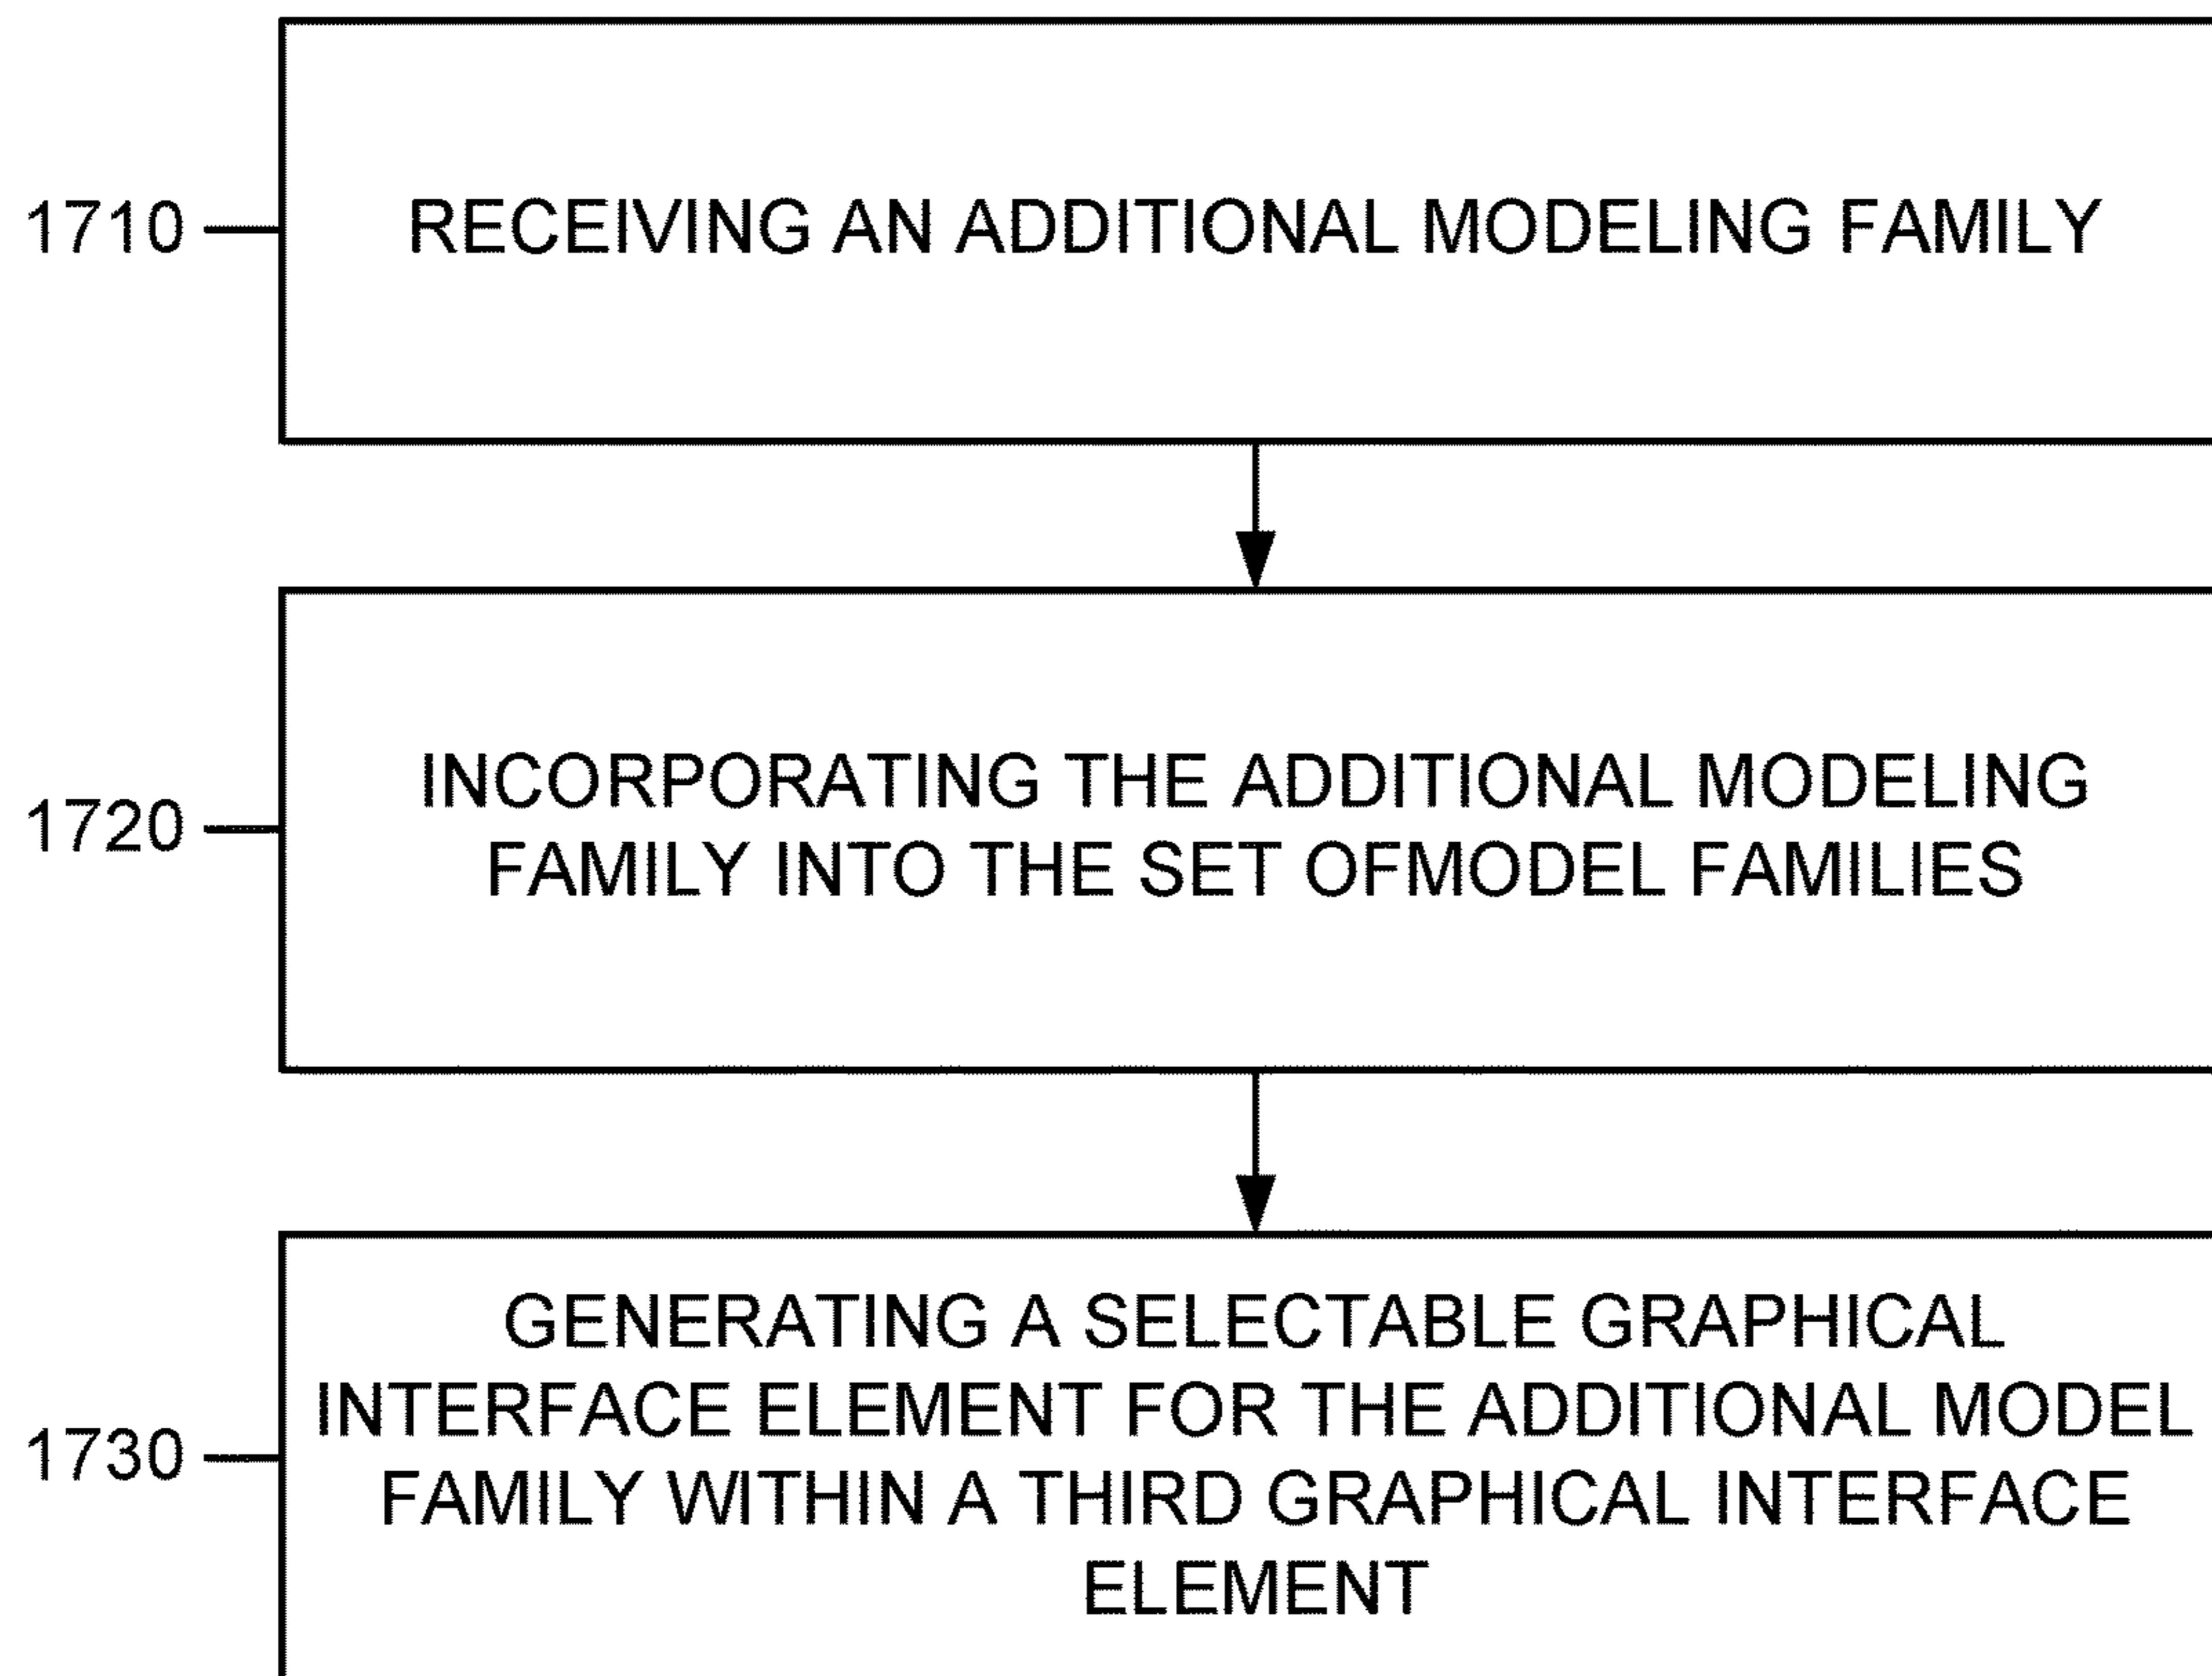 1710
RECEIVING AN ADDITIONAL MODELING FAMILY
1720
INCORPORATING THE ADDITIONAL MODELING
FAMILY INTO THE SET OFMODEL FAMILIES
1730
GENERATING A SELECTABLE GRAPHICAL
INTERFACE ELEMENT FOR THE ADDITIONAL MODEL
FAMILY WITHIN A THIRD GRAPHICAL INTERFACE
ELEMENT